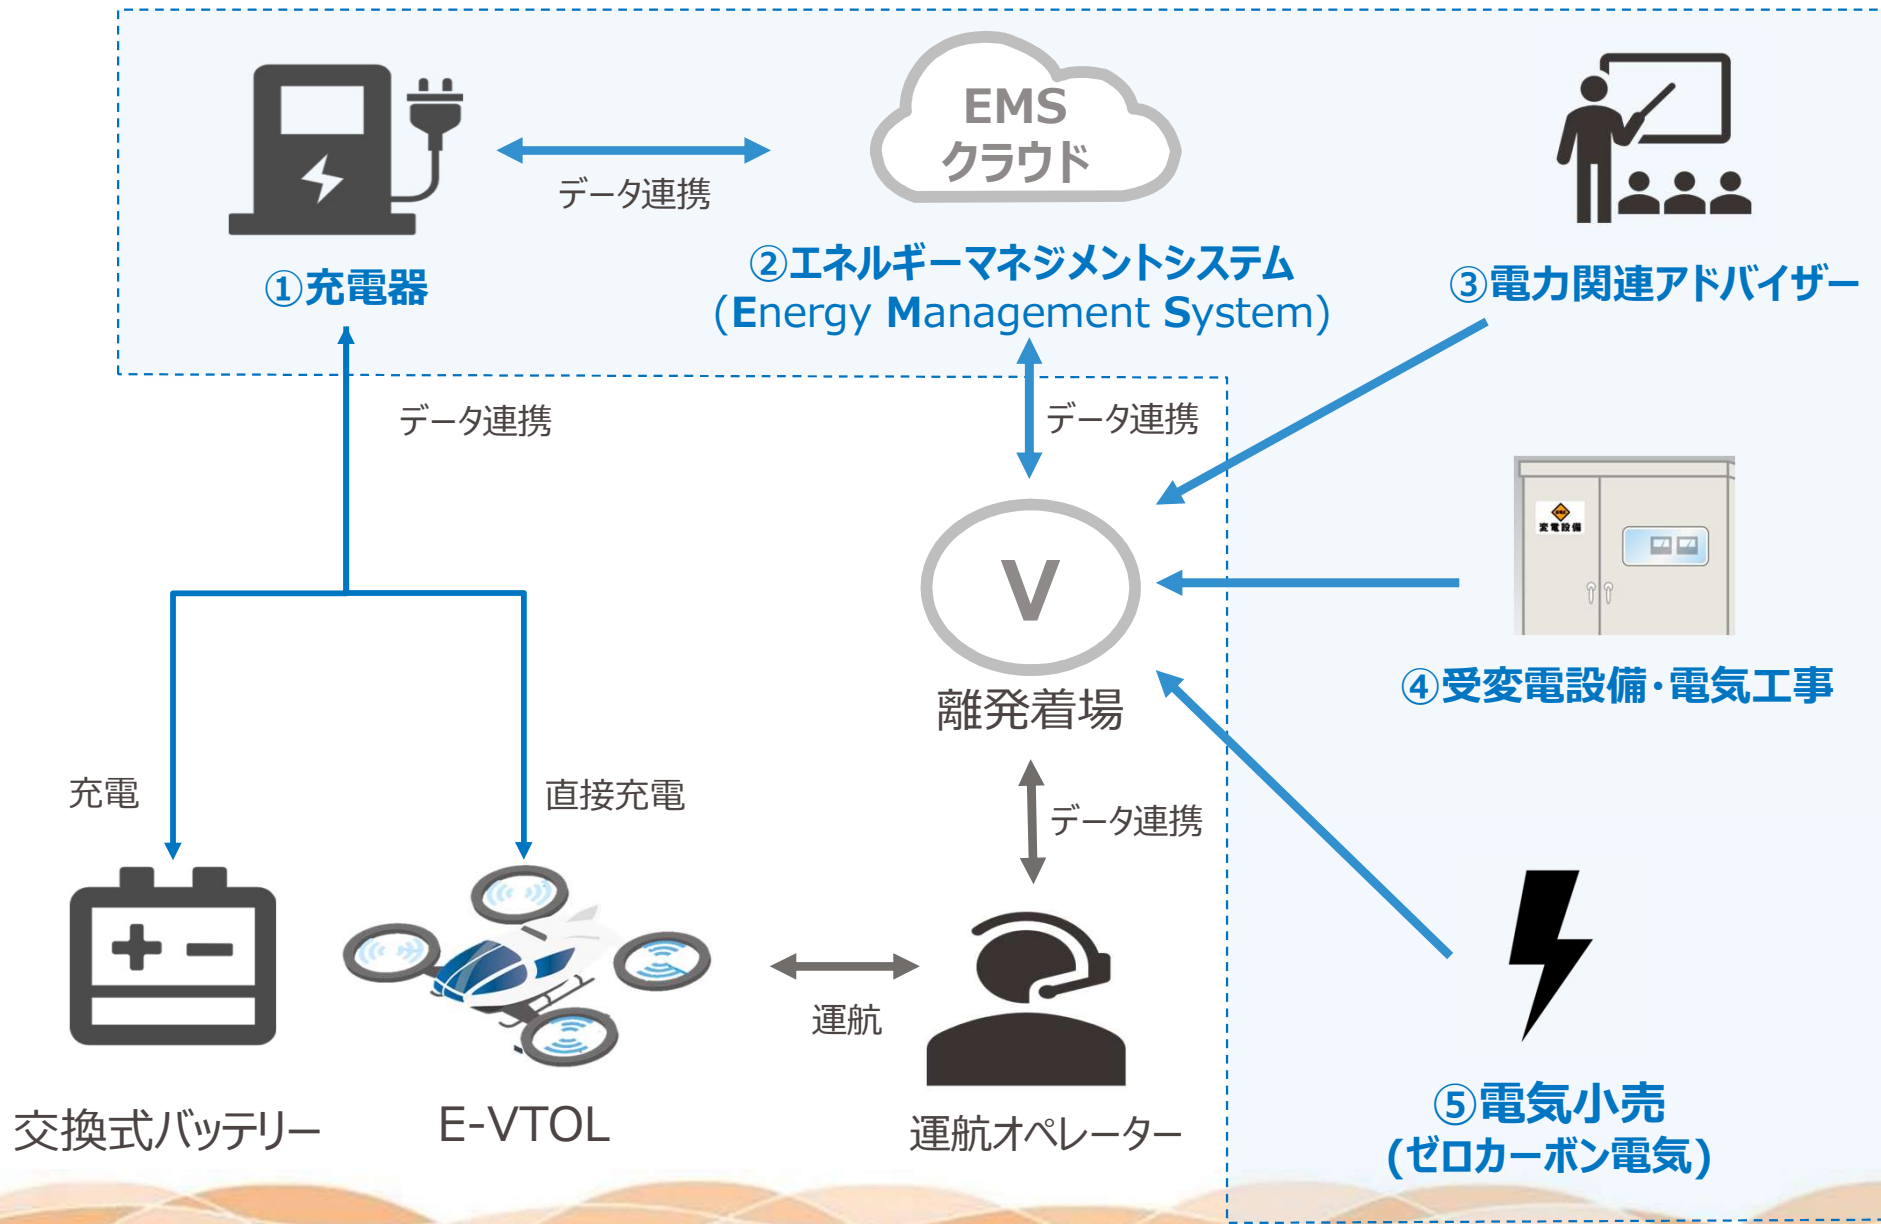 EMS
クラウド
データ連携
①充電器
②エネルギーマネジメントシステム
(Energy Management System)
③電力関連アドバイザー
データ連携
データ連携
変電設備
V
離発着場
④受変電設備・電気工事
充電
直接充電
データ連携
運航
交換式バッテリー
E-VTOL
運航オペレーター
⑤電気小売
(ゼロカーボン電気)